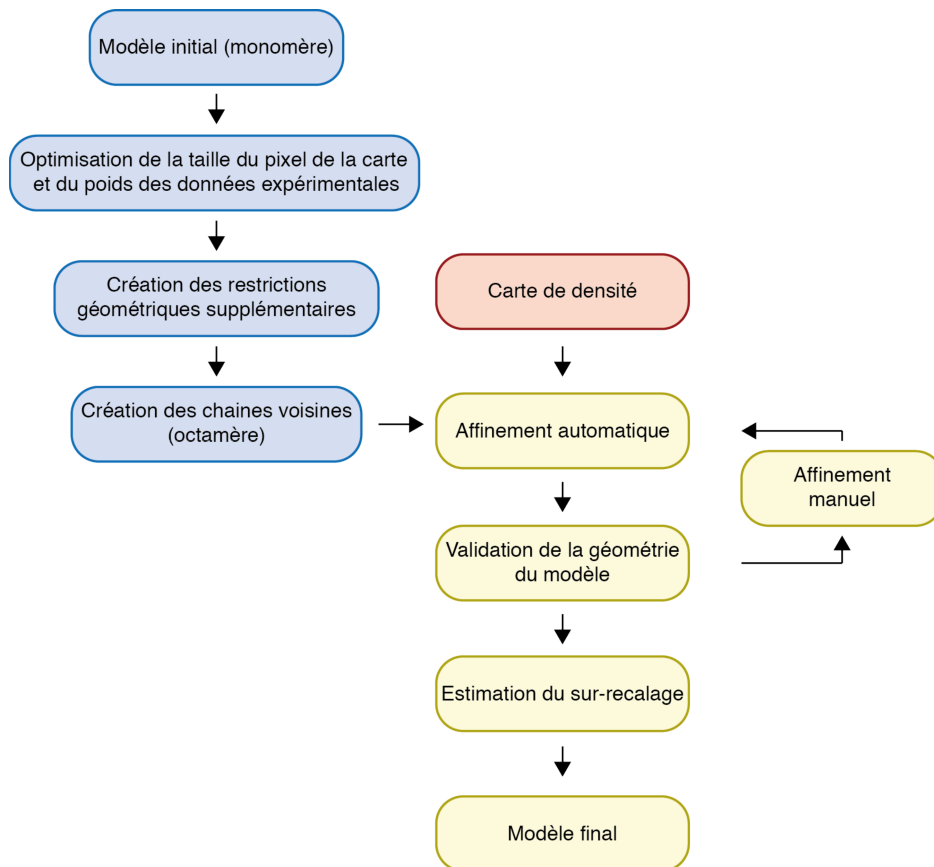 Modèle initial (monomère)
Optimisation de la taille du pixel de la carte
et du poids des données expérimentales
Création des restrictions
géométriques supplémentaires
Création des chaines voisines
(octamère)
Carte de densité
Affinement automatique
Affinement
manuel
Validation de la géométrie
du modèle
Estimation du sur-recalage
Modèle final